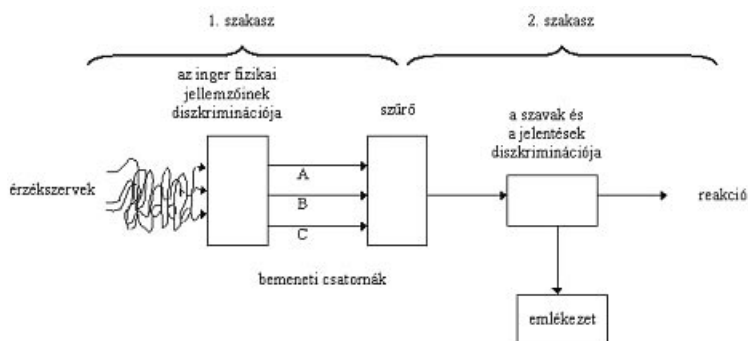 1. szakasz
2. szakasz
az inger fizikai
jellemzőinek
diszkriminációja
szűrő
a szavak és
a jelentések
diszkriminációja
érzékszervek
A
B
C
reakció
bemeneti csatornák
emlékezet